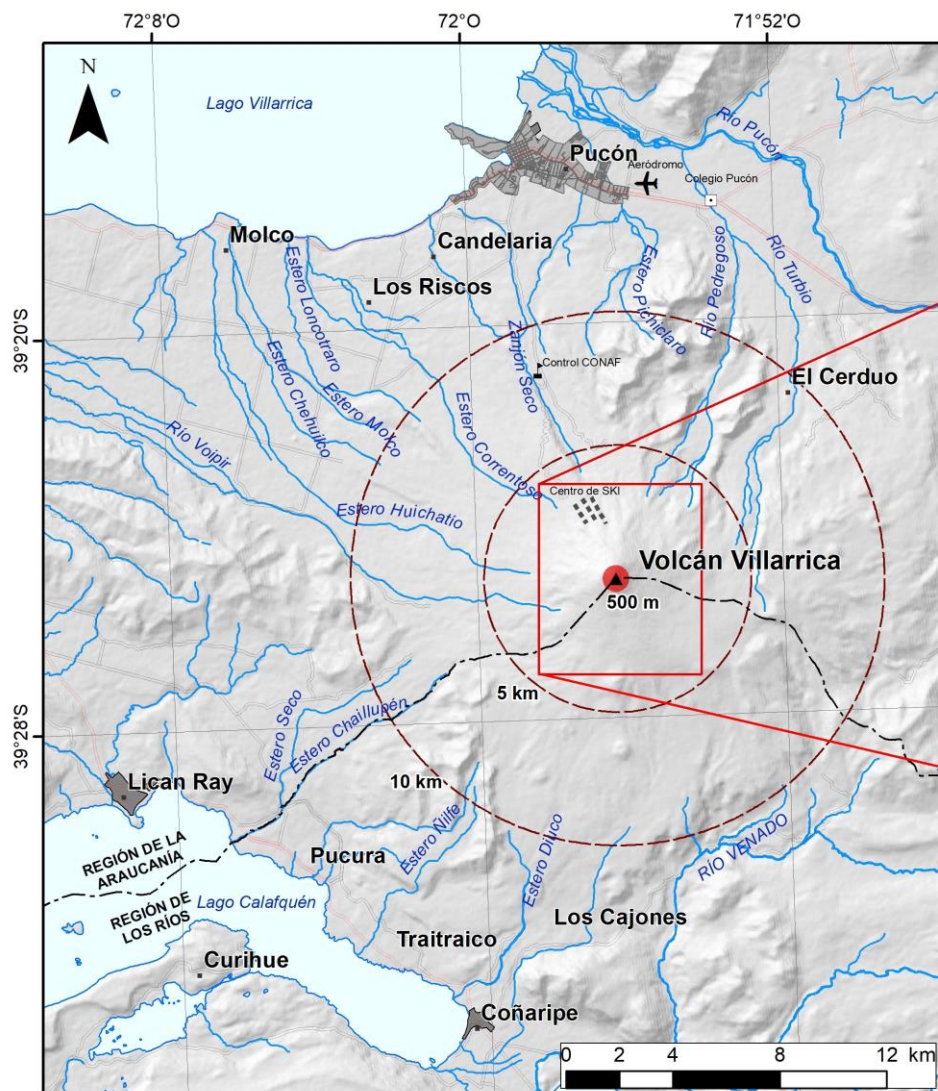 72°8'O
72°O
71°52'O
N
Lago Villarrica
Río Pucón
Pucón
Aeródromo
Colegio Pucón
Molco
Candelaria
Estero Loncotraro
Los Riscos
Estero Pichiclaro
Río Pedregoso
Río Turbio
39°20'S
Zanjón Seco
Control CONAF
El Cerduo
Estero Chehuilco
Estero Molco
Estero Correntoso
Río Voipir
Centro de SKI
Estero Huichatío
Volcán Villarrica
500 m
5 km
39°28'S
Estero Seco
Estero Chaillupén
10 km
Lican Ray
REGIÓN DE LA
ARAUCANÍA
REGIÓN DE
LOS RÍOS
Pucura
Estero Ñilfe
Estero Diuco
RÍO VENADO
Lago Calafquén
Los Cajones
Traitraico
Curihue
Coñaripe
0 2 4 8 12 km